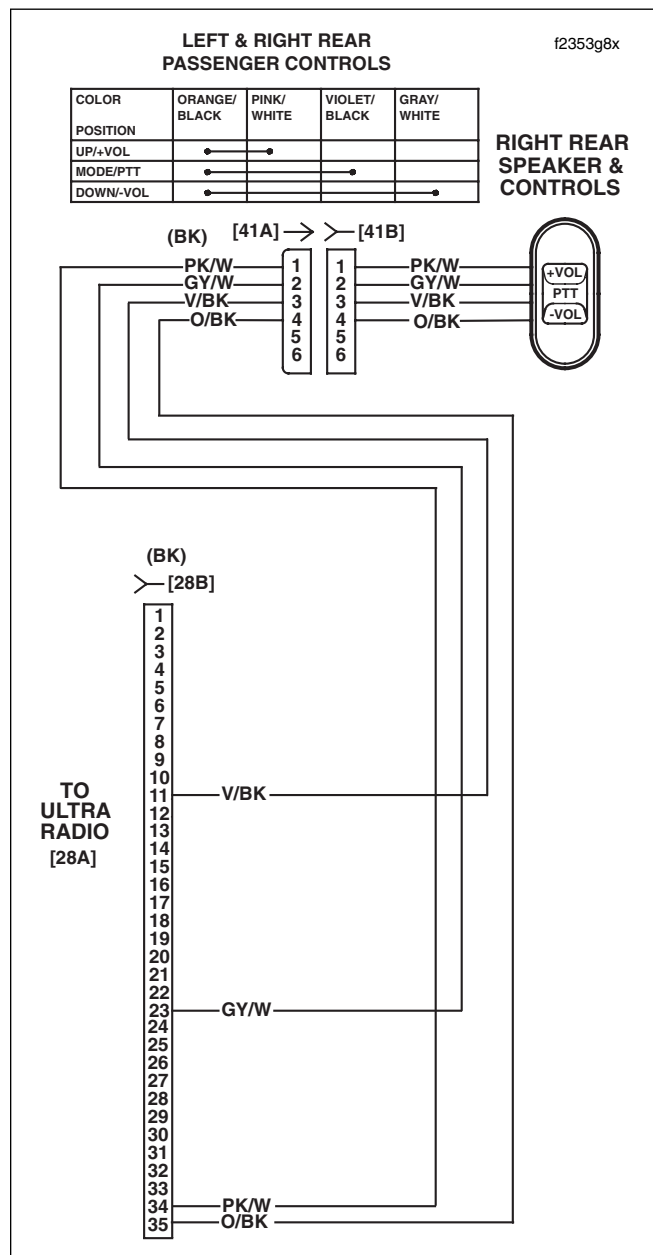 LEFT & RIGHT REAR
PASSENGER CONTROLS
f2353g8x
COLOR
POSITION
ORANGE/
BLACK
PINK/
WHITE
VIOLET/
BLACK
GRAY/
WHITE
UP/+VOL
MODE/PTT
DOWN/-VOL
RIGHT REAR
SPEAKER &
CONTROLS
(BK) [41A] [41B]
PK/W 1 1 PK/W
GY/W 2 2 GY/W
V/BK 3 3 V/BK
O/BK 4 4 O/BK
5 5
6 6
+VOL
PTT
-VOL
(BK)
[28B]
1
2
3
4
5
6
7
8
9
10
11 V/BK
12
13
14
15
16
17
18
19
20
21
22
23 GY/W
24
25
26
27
28
29
30
31
32
33
34 PK/W
35 O/BK
TO
ULTRA
RADIO
[28A]